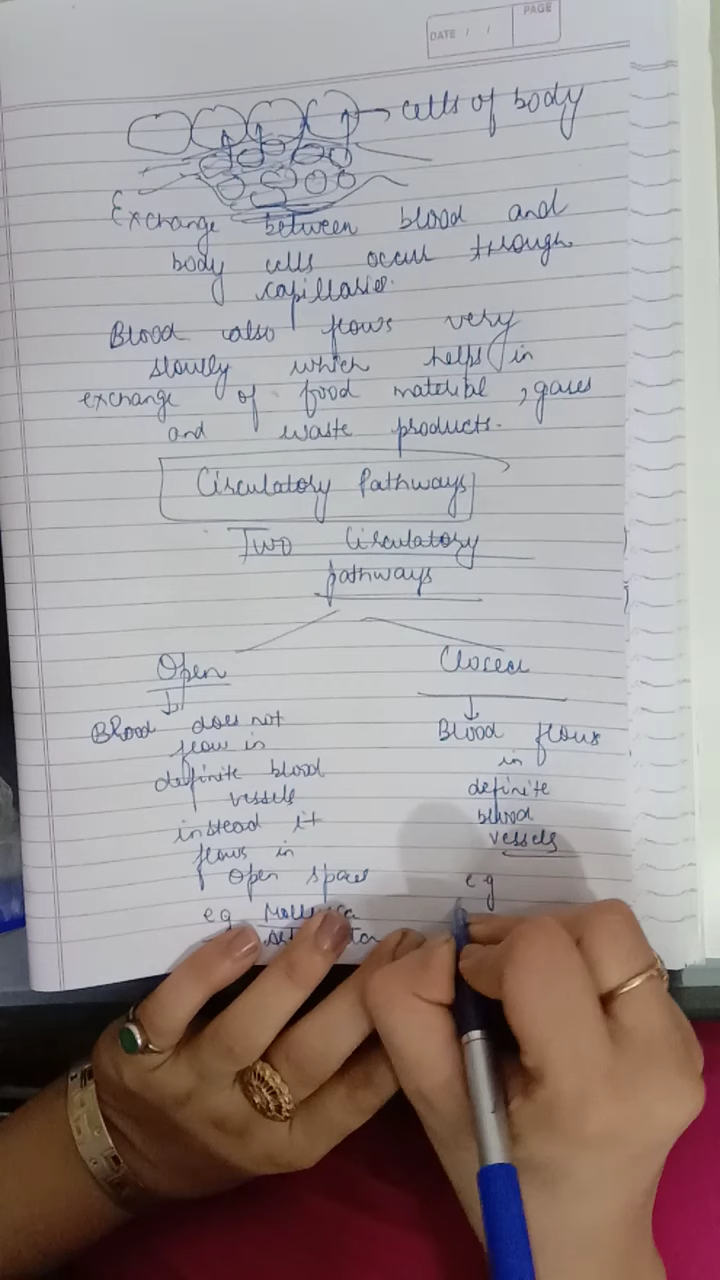 PAGE
DATE / /
cells of body
Exchange between blood and
body cells occur through
capillaries.
Blood also flows very
slowly which helps in
exchange of food material, gases
and waste products.
Circulatory Pathways
Two Circulatory
pathways
Open Closed
Blood does not
flow in
definite blood
vessels
instead it
flows in
open space
eg Mollusca
Blood flows
in
definite
blood
vessels
eg